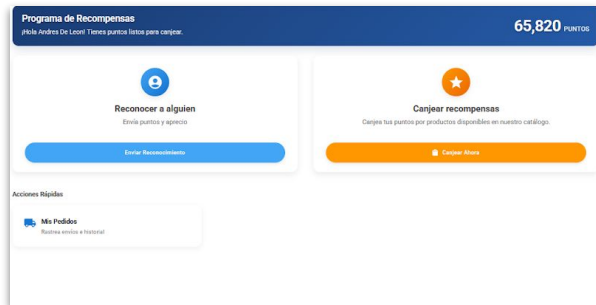 Programa de Recompensas
¡Hola Andres De Leon! Tienes puntos listos para canjear.
65,820 PUNTOS
Reconocer a alguien
Envía puntos y aprecio
Enviar Reconocimiento
Canjear recompensas
Canjea tus puntos por productos disponibles en nuestro catálogo.
Canjear Ahora
Acciones Rápidas
Mis Pedidos
Rastrea envíos e historial